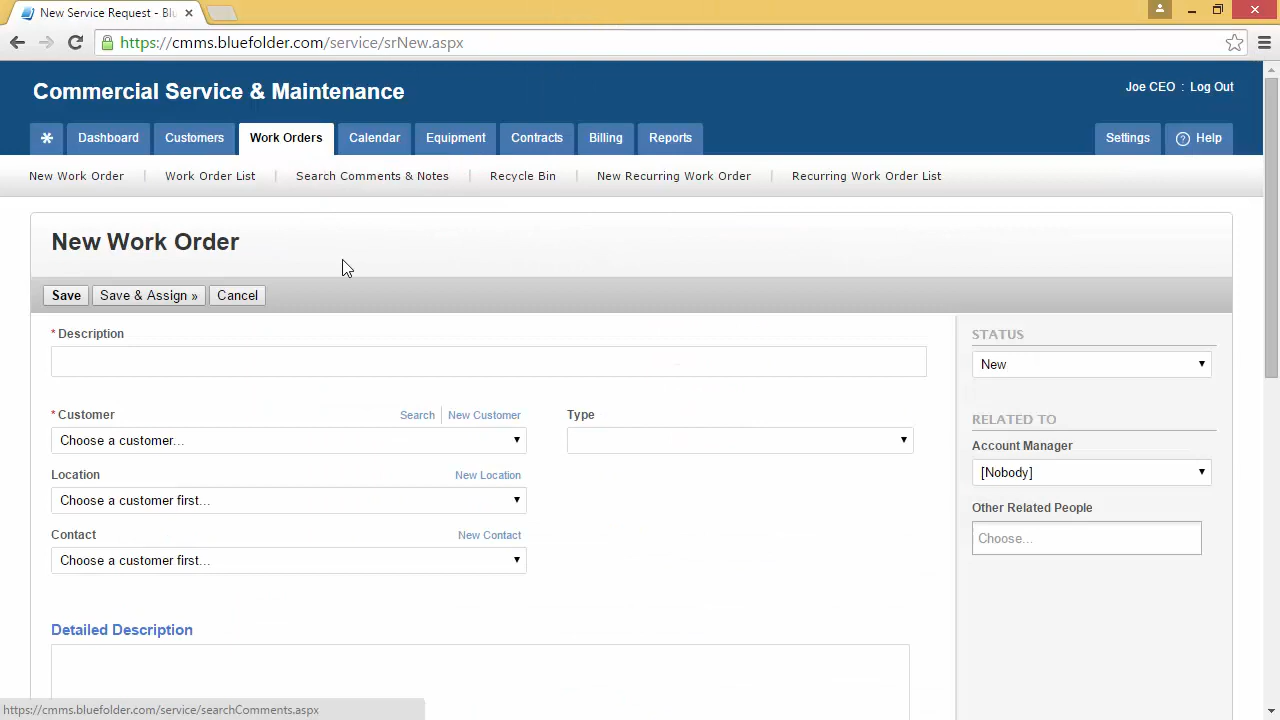 New Service Request - Blu
https://cmms.bluefolder.com/service/srNew.aspx
Commercial Service & Maintenance
Joe CEO : Log Out
* Dashboard Customers Work Orders Calendar Equipment Contracts Billing Reports Settings ? Help
New Work Order Work Order List Search Comments & Notes Recycle Bin New Recurring Work Order Recurring Work Order List
New Work Order
Save Save & Assign » Cancel
* Description
STATUS
New
* Customer Search New Customer Type
RELATED TO
Choose a customer...
Account Manager
[Nobody]
Location New Location
Choose a customer first...
Other Related People
Choose...
Contact New Contact
Choose a customer first...
Detailed Description
https://cmms.bluefolder.com/service/searchComments.aspx